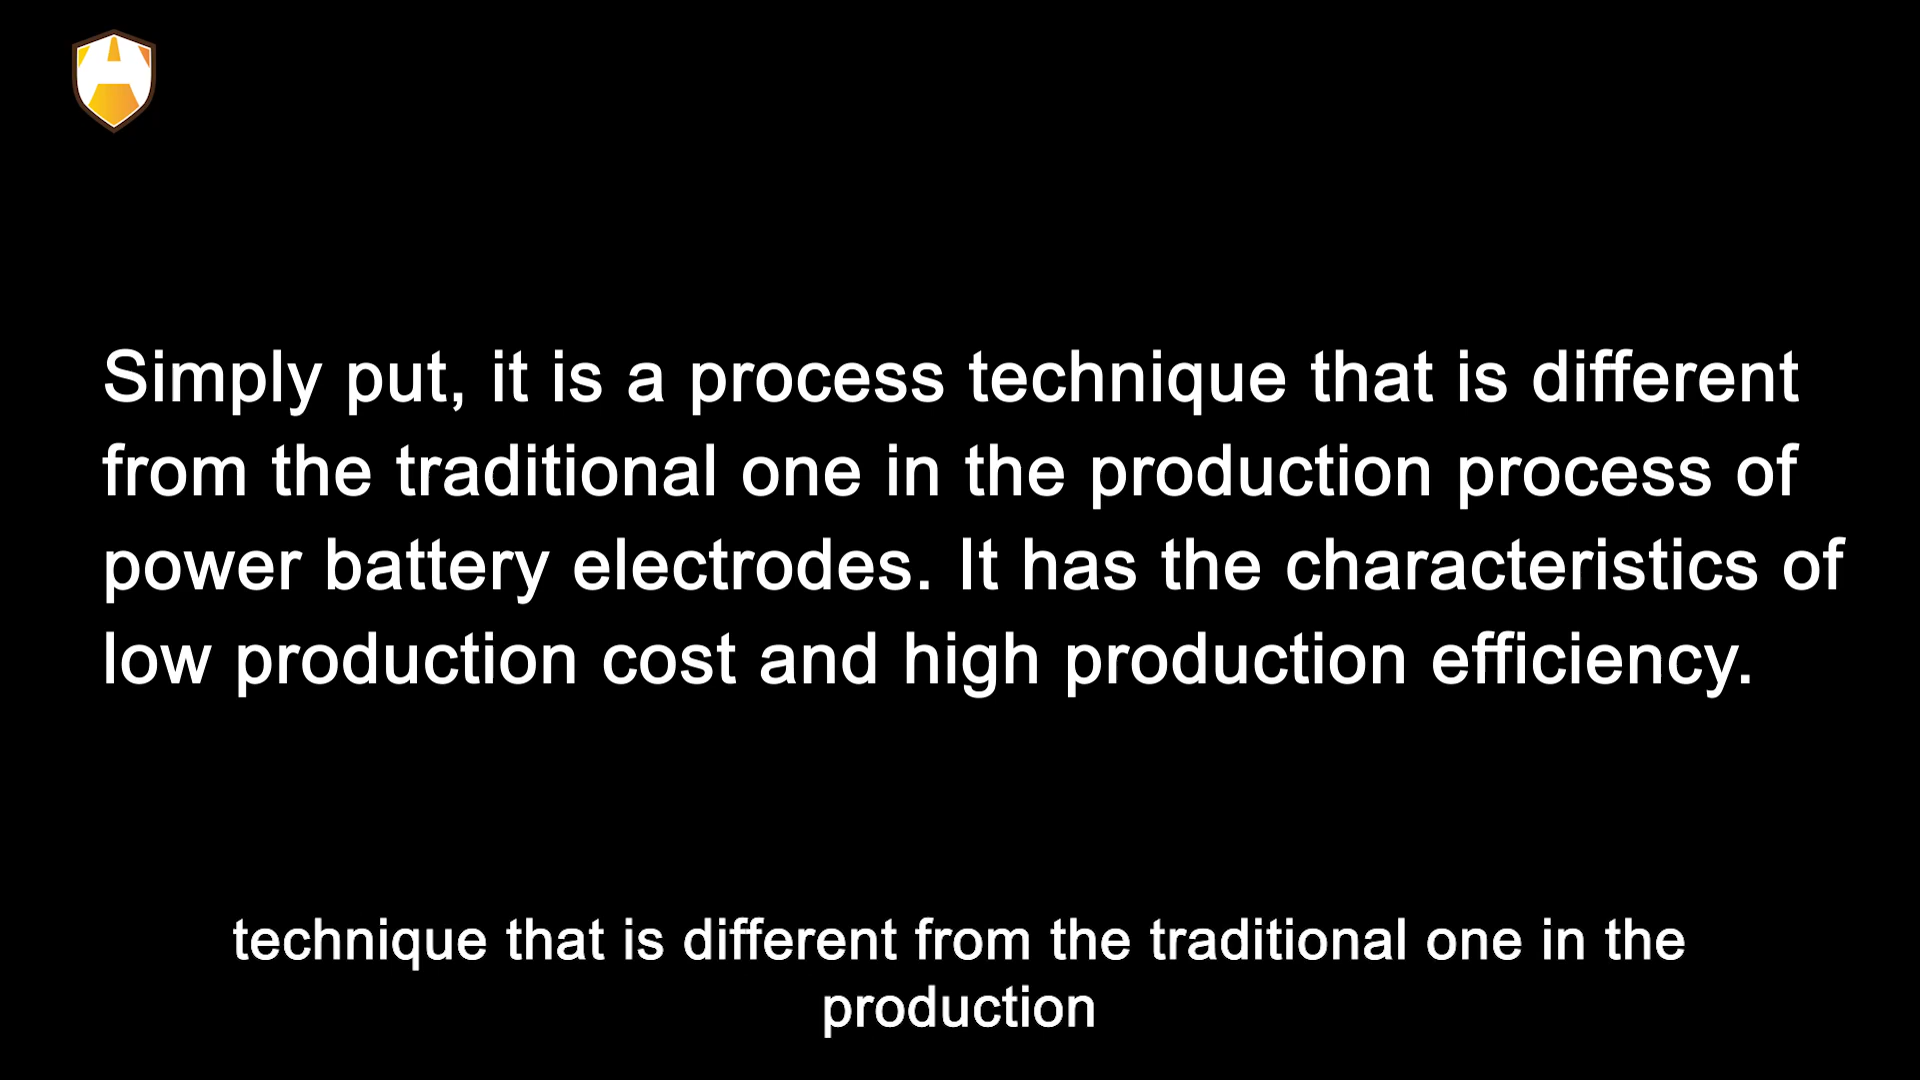 Simply put, it is a process technique that is different
from the traditional one in the production process of
power battery electrodes. It has the characteristics of
low production cost and high production efficiency.
technique that is different from the traditional one in the
production